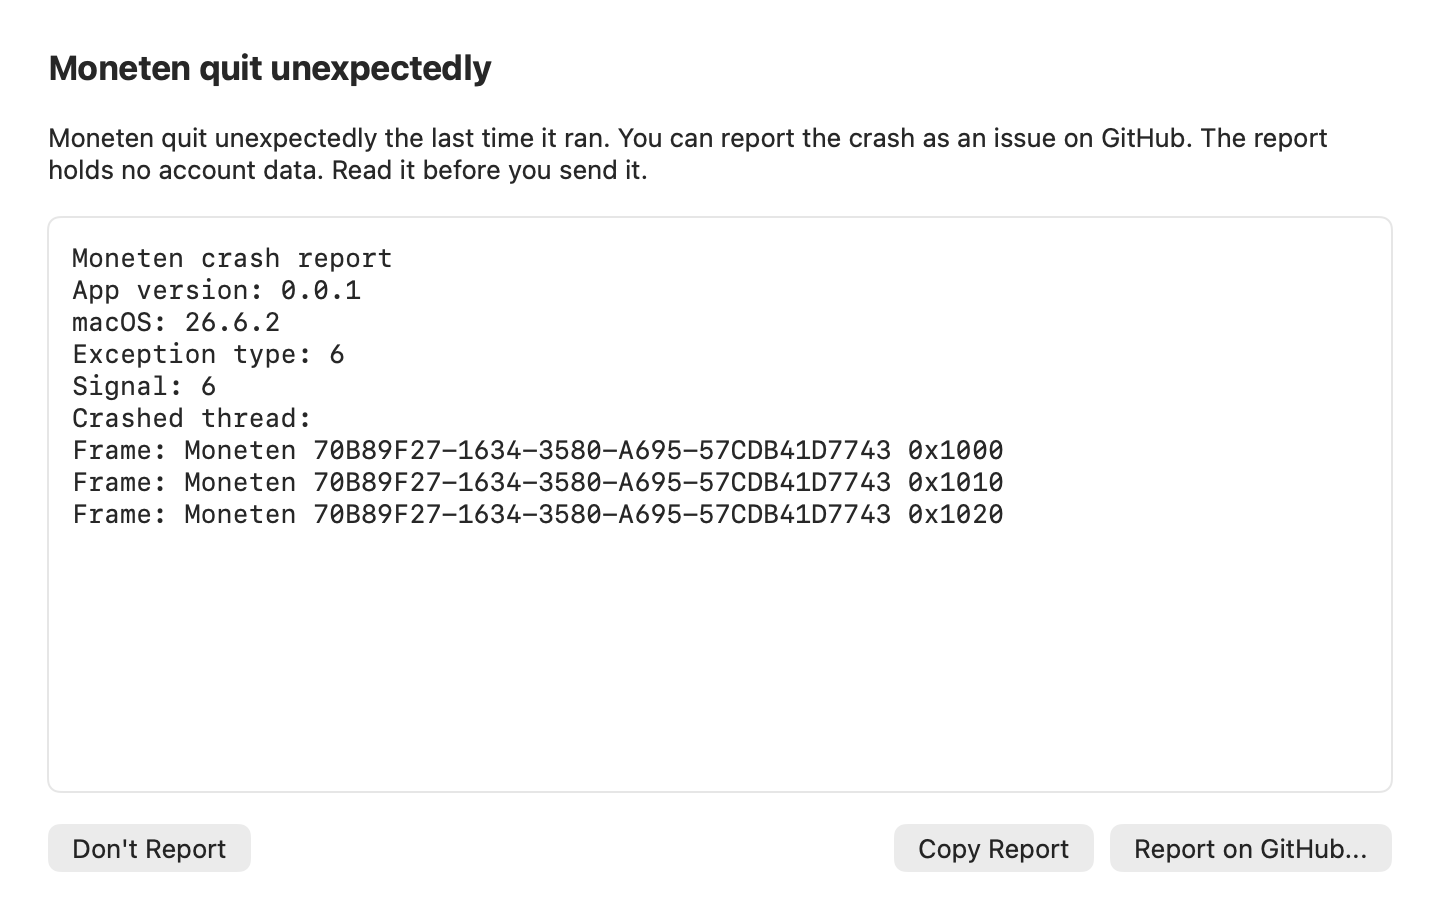 Moneten quit unexpectedly
Moneten quit unexpectedly the last time it ran. You can report the crash as an issue on GitHub. The report
holds no account data. Read it before you send it.
Moneten crash report
App version: 0.0.1
macOS: 26.6.2
Exception type: 6
Signal: 6
Crashed thread:
Frame: Moneten 70B89F27-1634-3580-A695-57CDB41D7743 0x1000
Frame: Moneten 70B89F27-1634-3580-A695-57CDB41D7743 0x1010
Frame: Moneten 70B89F27-1634-3580-A695-57CDB41D7743 0x1020
Don't Report
Copy Report
Report on GitHub...